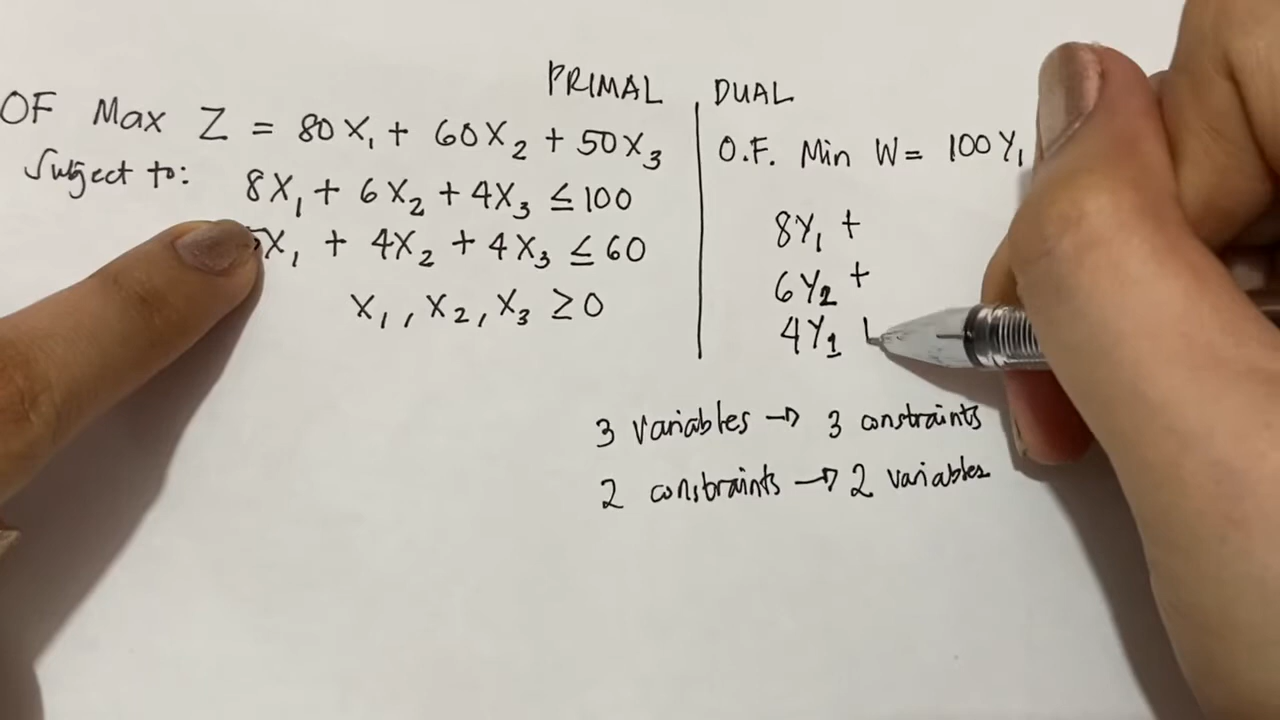 PRIMAL
OF Max Z = 80X₁ + 60X₂ + 50X₃
Subject to:
8X₁ + 6X₂ + 4X₃ ≤ 100
5X₁ + 4X₂ + 4X₃ ≤ 60
X₁, X₂, X₃ ≥ 0
DUAL
O.F. Min W = 100Y₁
8Y₁ +
6Y₂ +
4Y₁
3 variables → 3 constraints
2 constraints → 2 variables